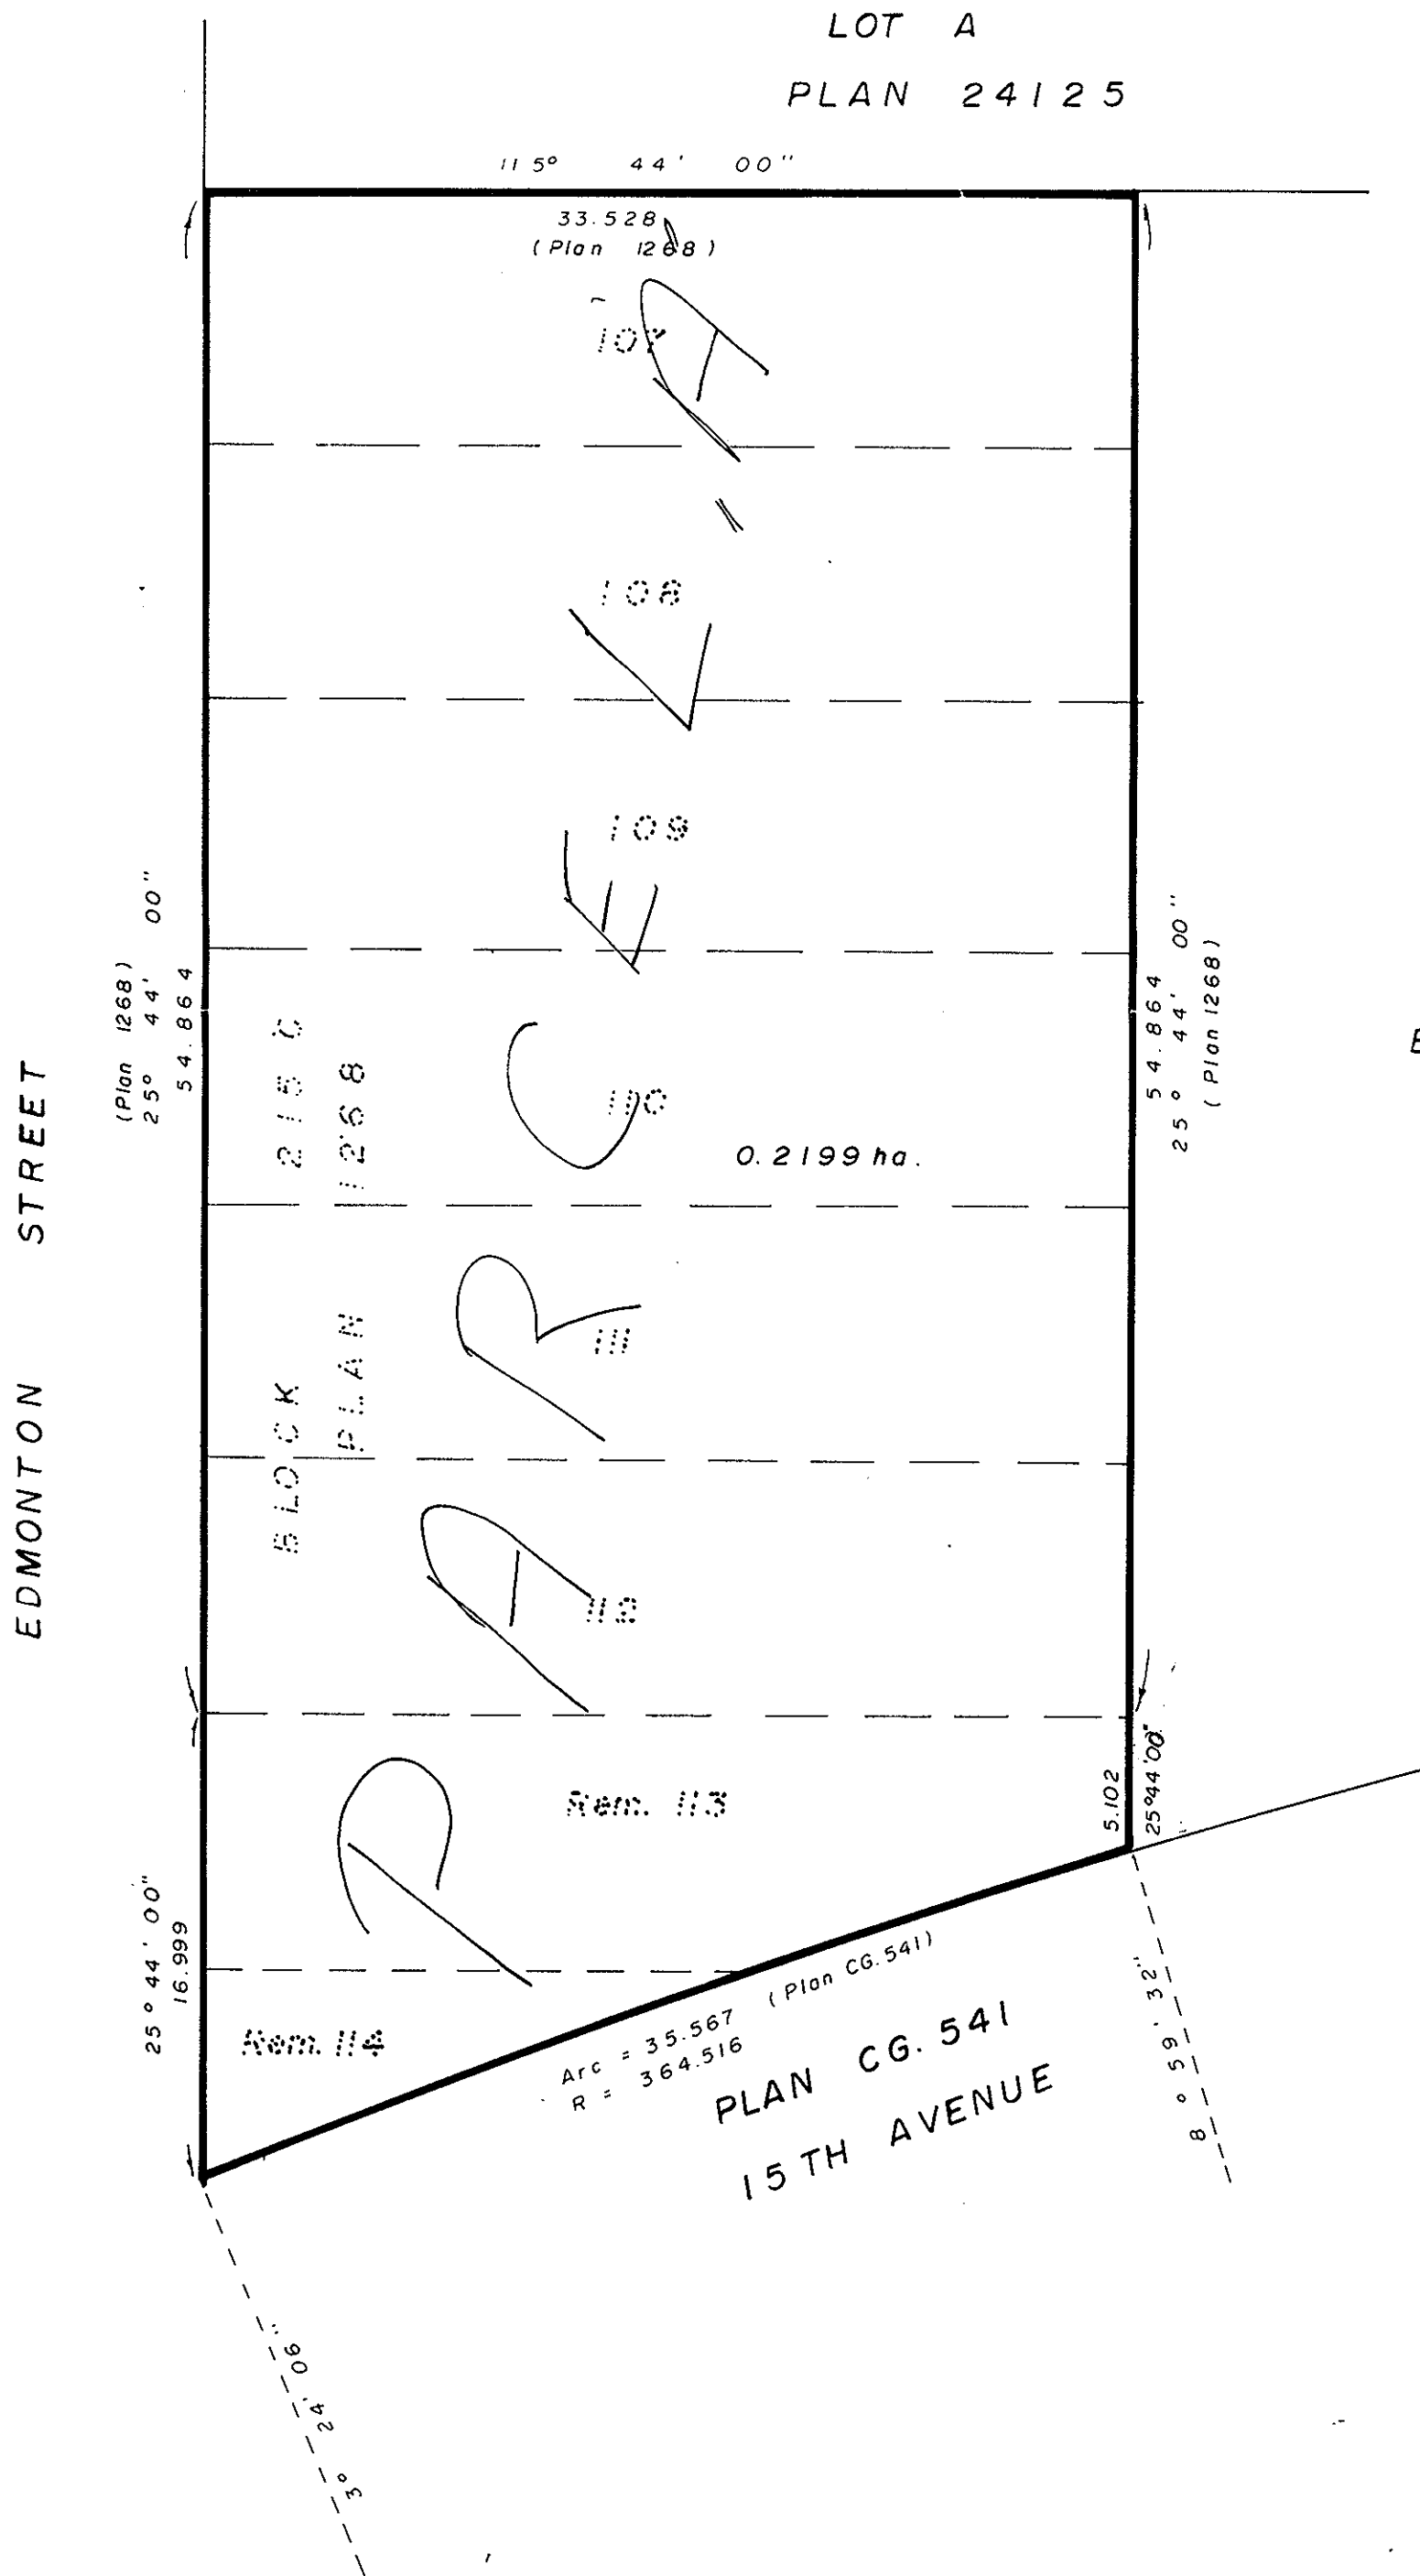 LOT A
PLAN 24125
115° 44' 00"
33.528
(Plan 1268)
107
108
109
110
111
112
Rem. 113
Rem. 114
0.2199 ha.
PARCEL A
BLOCK 215 C
PLAN 1268
EDMONTON STREET
(Plan 1268)
25° 44' 00"
54.864
54.864
25° 44' 00"
(Plan 1268)
E
25° 44' 00"
16.999
5.102
25°44'00"
Arc = 35.567 (Plan CG.541)
R = 364.516
PLAN CG. 541
15TH AVENUE
8° 59' 32"
3° 24' 06"